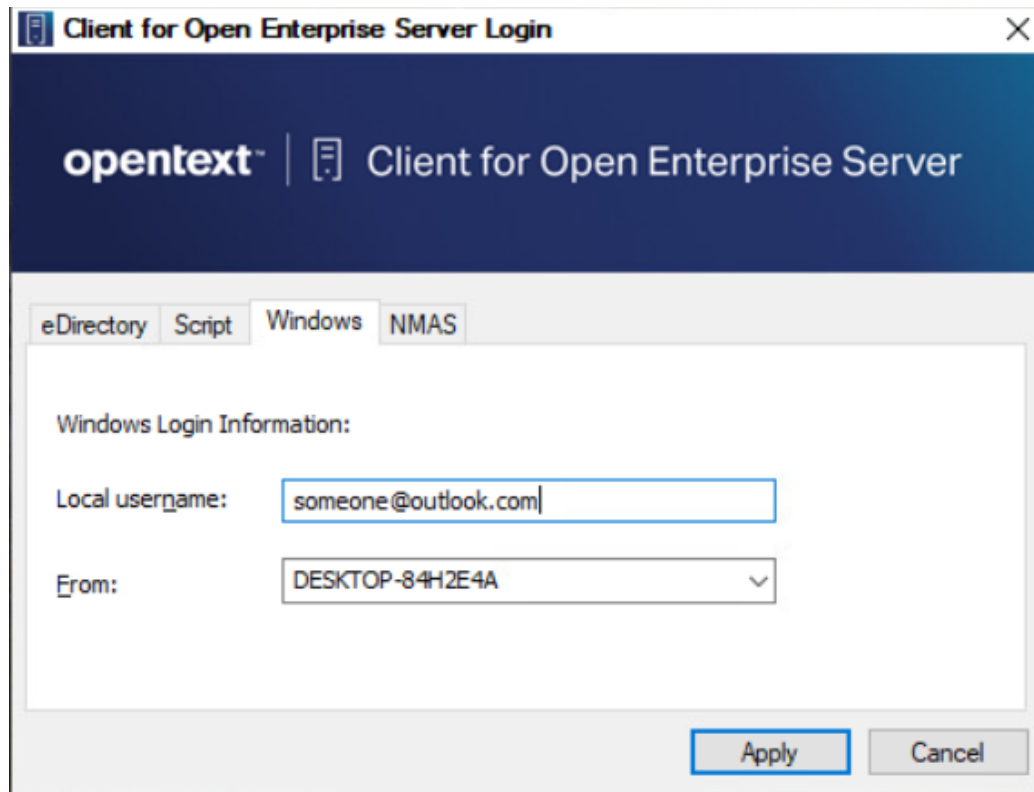 Client for Open Enterprise Server Login
opentext™ | Client for Open Enterprise Server
eDirectory Script Windows NMAS
Windows Login Information:
Local username: someone@outlook.com
From: DESKTOP-84H2E4A
Apply Cancel